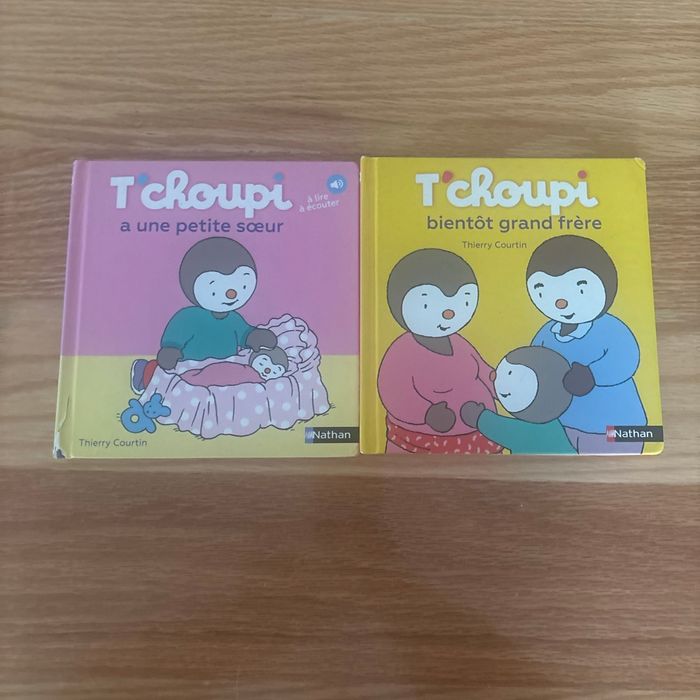 T'choupi
a une petite sœur
à lire
à écouter
Thierry Courtin
Nathan
T'choupi
bientôt grand frère
Thierry Courtin
Nathan